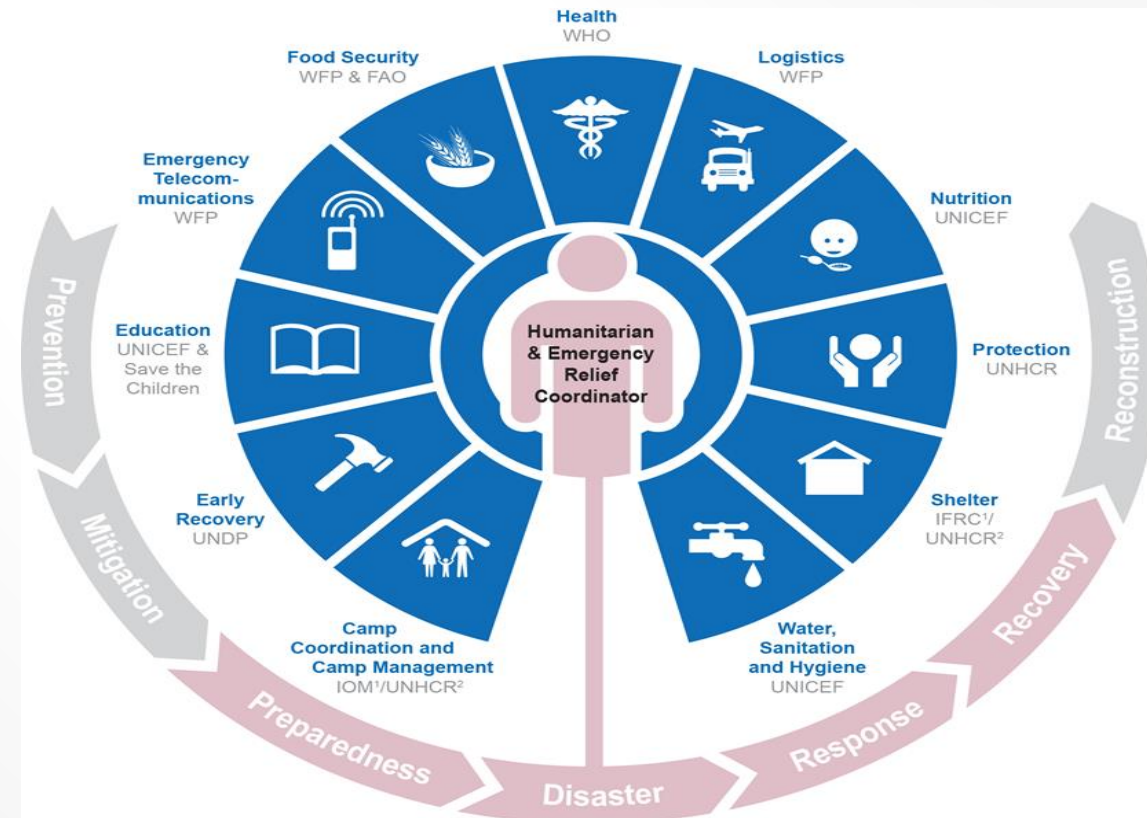 Health
WHO
Food Security
WFP & FAO
Logistics
WFP
Emergency
Telecom-
munications
WFP
Nutrition
UNICEF
Education
UNICEF &
Save the
Children
Humanitarian
& Emergency
Relief
Coordinator
Protection
UNHCR
Early
Recovery
UNDP
Shelter
IFRC¹/
UNHCR²
Camp
Coordination and
Camp Management
IOM¹/UNHCR²
Water,
Sanitation
and Hygiene
UNICEF
Prevention
Mitigation
Preparedness
Disaster
Response
Recovery
Reconstruction